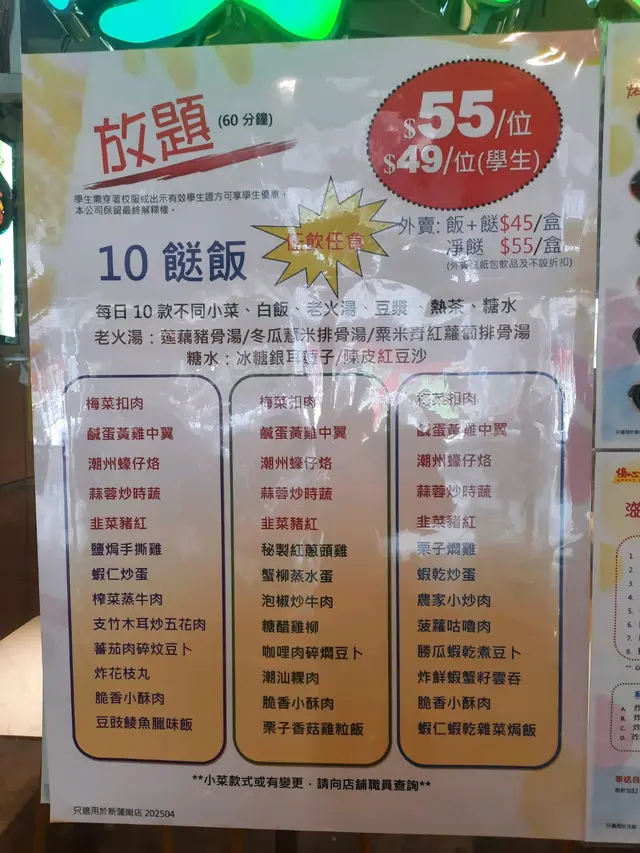 放題 (60 分鐘)
$55/位
$49/位(學生)
學生需穿著校服或出示有效學生證方可享學生優惠，
本公司保留最終解釋權。
10 餸飯
任飲任食
外賣: 飯+餸$45/盒
淨餸 $55/盒
(外賣送紙包飲品及不設折扣)
每日 10 款不同小菜、白飯、老火湯、豆漿、熱茶、糖水
老火湯：蓮藕豬骨湯/冬瓜薏米排骨湯/粟米青紅蘿蔔排骨湯
糖水：冰糖銀耳蓮子/陳皮紅豆沙
梅菜扣肉
鹹蛋黃雞中翼
潮州蠔仔烙
蒜蓉炒時蔬
韭菜豬紅
鹽焗手撕雞
蝦仁炒蛋
榨菜蒸牛肉
支竹木耳炒五花肉
蕃茄肉碎炆豆卜
炸花枝丸
脆香小酥肉
豆豉鯪魚臘味飯
梅菜扣肉
鹹蛋黃雞中翼
潮州蠔仔烙
蒜蓉炒時蔬
韭菜豬紅
秘製紅蔥頭雞
蟹柳蒸水蛋
泡椒炒牛肉
糖醋雞柳
咖哩肉碎燜豆卜
潮汕粿肉
脆香小酥肉
栗子香菇雞粒飯
梅菜扣肉
鹹蛋黃雞中翼
潮州蠔仔烙
蒜蓉炒時蔬
韭菜豬紅
栗子燜雞
蝦乾炒蛋
農家小炒肉
菠蘿咕嚕肉
勝瓜蝦乾煮豆卜
炸鮮蝦蟹籽雲吞
脆香小酥肉
蝦仁蝦乾雜菜焗飯
**小菜款式或有變更，請向店舖職員查詢**
只適用於新蒲崗店 202504